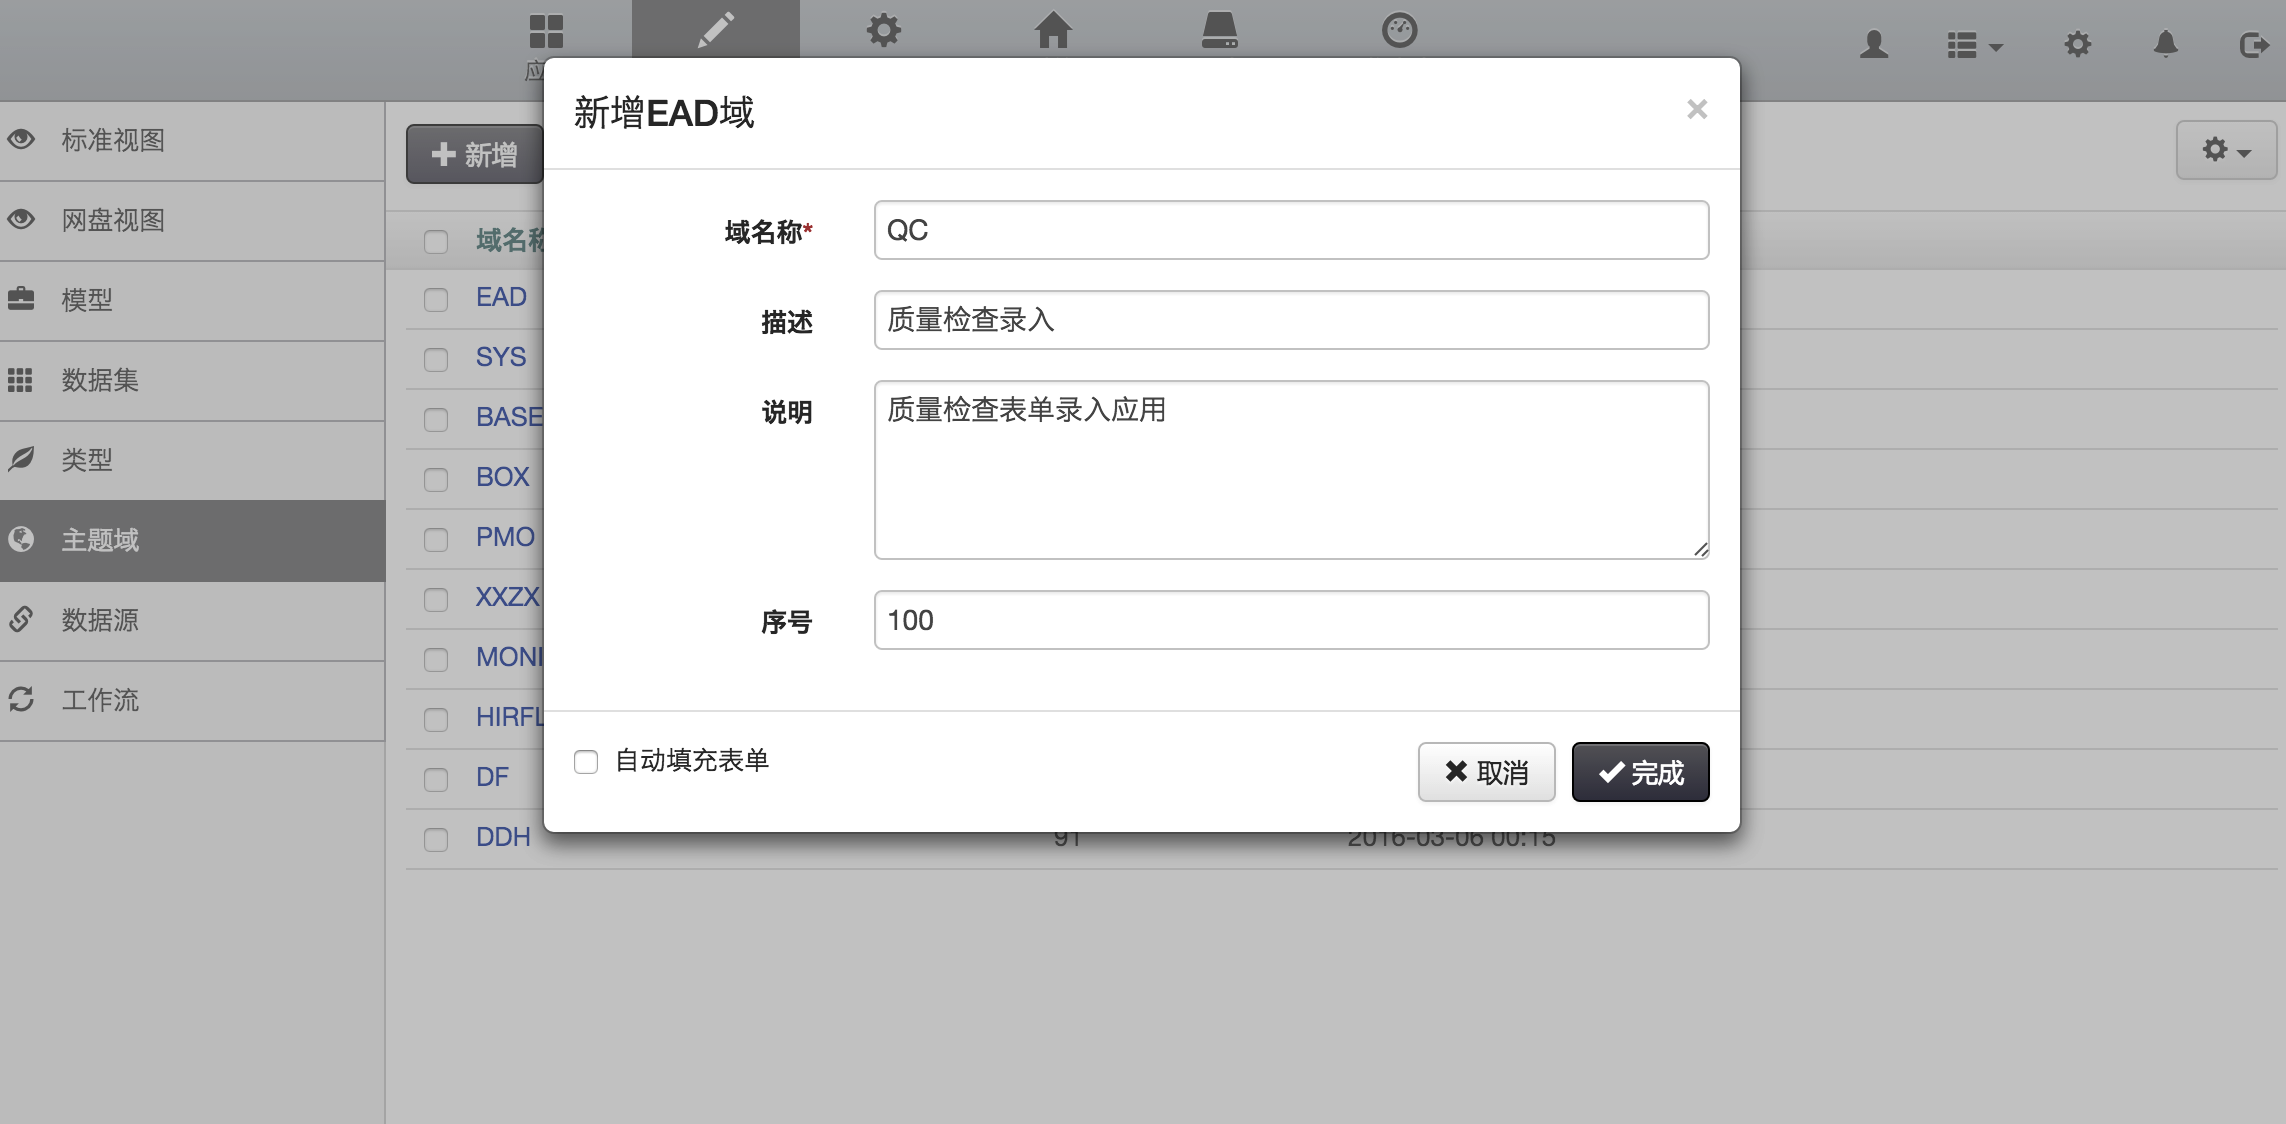 应
标准视图
网盘视图
模型
数据集
类型
主题域
数据源
工作流
新增
域名称
EAD
SYS
BASE
BOX
PMO
XXZX
MONI
HIRFL
DF
DDH 91 2016-03-06 00:15
新增EAD域
×
域名称* QC
描述 质量检查录入
说明 质量检查表单录入应用
序号 100
自动填充表单
取消 完成